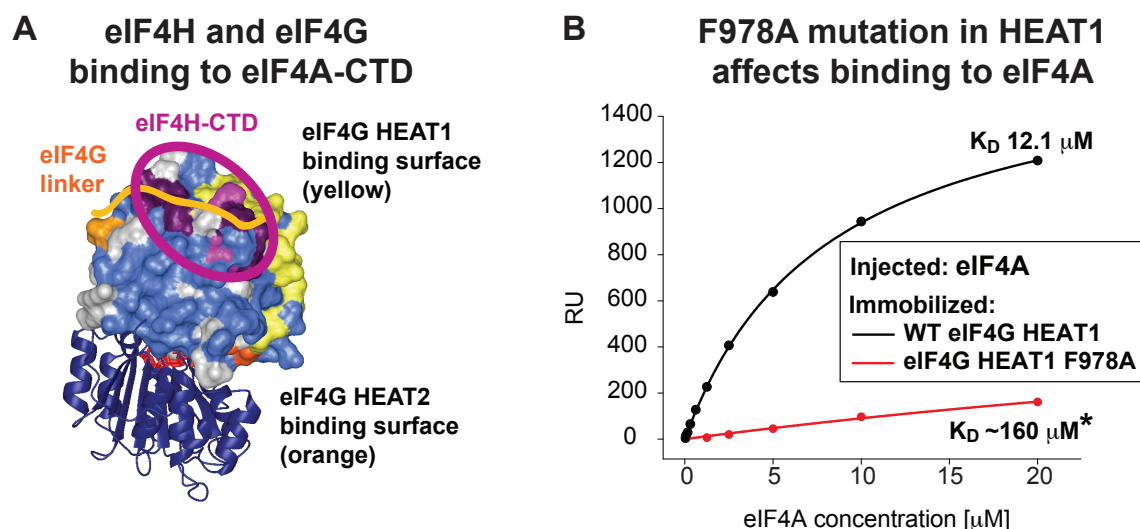 A
eIF4H and eIF4G
binding to eIF4A-CTD
eIF4H-CTD
eIF4G
linker
eIF4G HEAT1
binding surface
(yellow)
eIF4G HEAT2
binding surface
(orange)
B
F978A mutation in HEAT1
affects binding to eIF4A
1400
1200
1000
800
600
400
200
0
RU
K_D 12.1 μM
Injected: eIF4A
Immobilized:
WT eIF4G HEAT1
eIF4G HEAT1 F978A
K_D ~160 μM*
0 5 10 15 20
eIF4A concentration [μM]